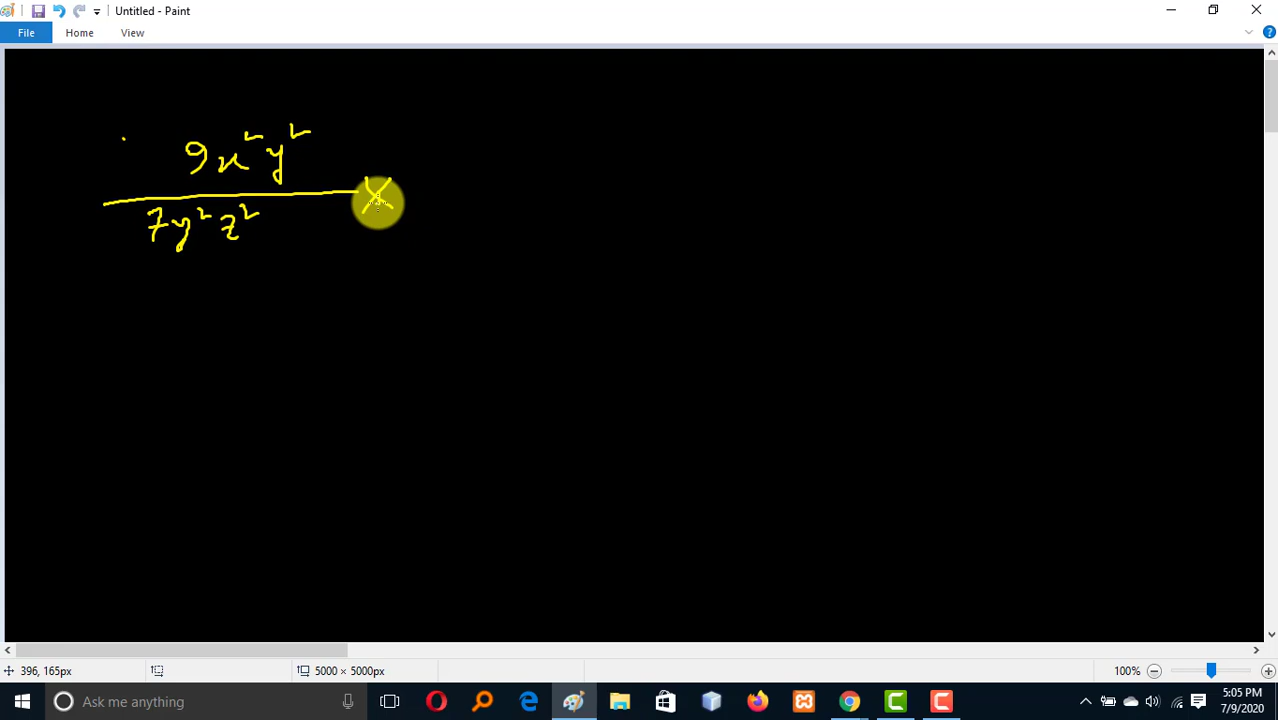 Untitled - Paint
File Home View
9x²y²
7y²z²
×
396, 165px
5000 × 5000px
100%
Ask me anything
5:05 PM
7/9/2020